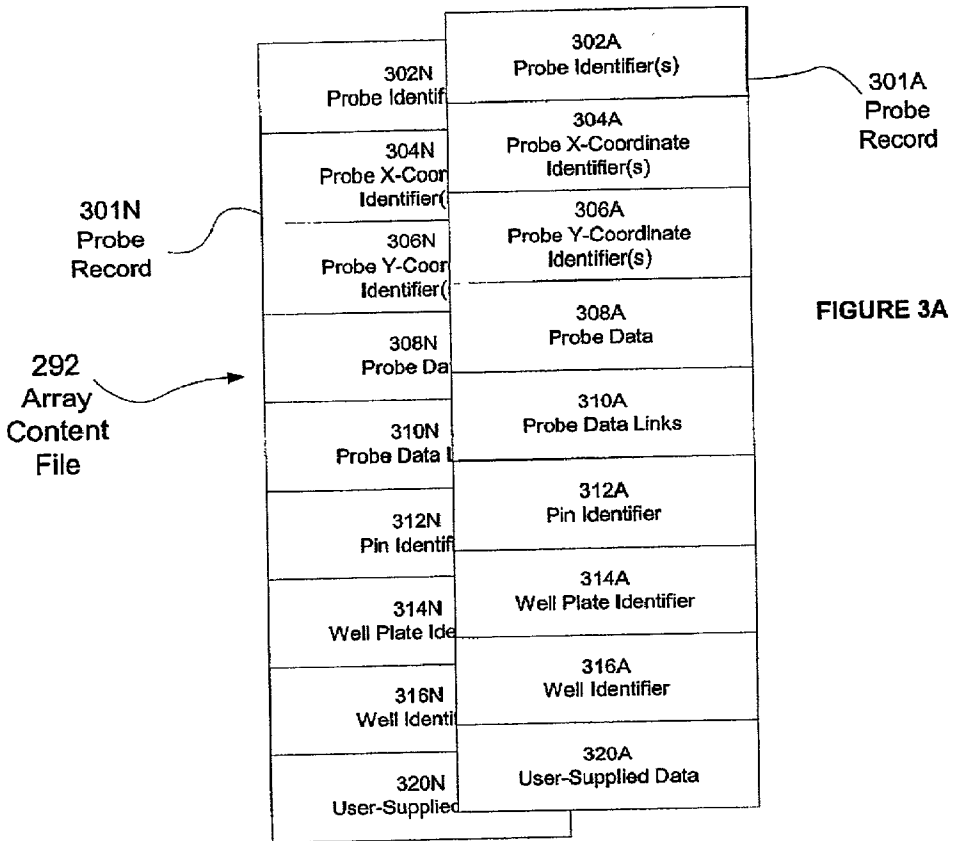 302A
Probe Identifier(s)
304A
Probe X-Coordinate
Identifier(s)
306A
Probe Y-Coordinate
Identifier(s)
308A
Probe Data
310A
Probe Data Links
312A
Pin Identifier
314A
Well Plate Identifier
316A
Well Identifier
320A
User-Supplied Data
301A
Probe
Record
302N
Probe Identif
304N
Probe X-Coor
Identifier(
306N
Probe Y-Coor
Identifier(
308N
Probe Da
310N
Probe Data L
312N
Pin Identif
314N
Well Plate Ide
316N
Well Identi
320N
User-Supplied
301N
Probe
Record
292
Array
Content
File
FIGURE 3A